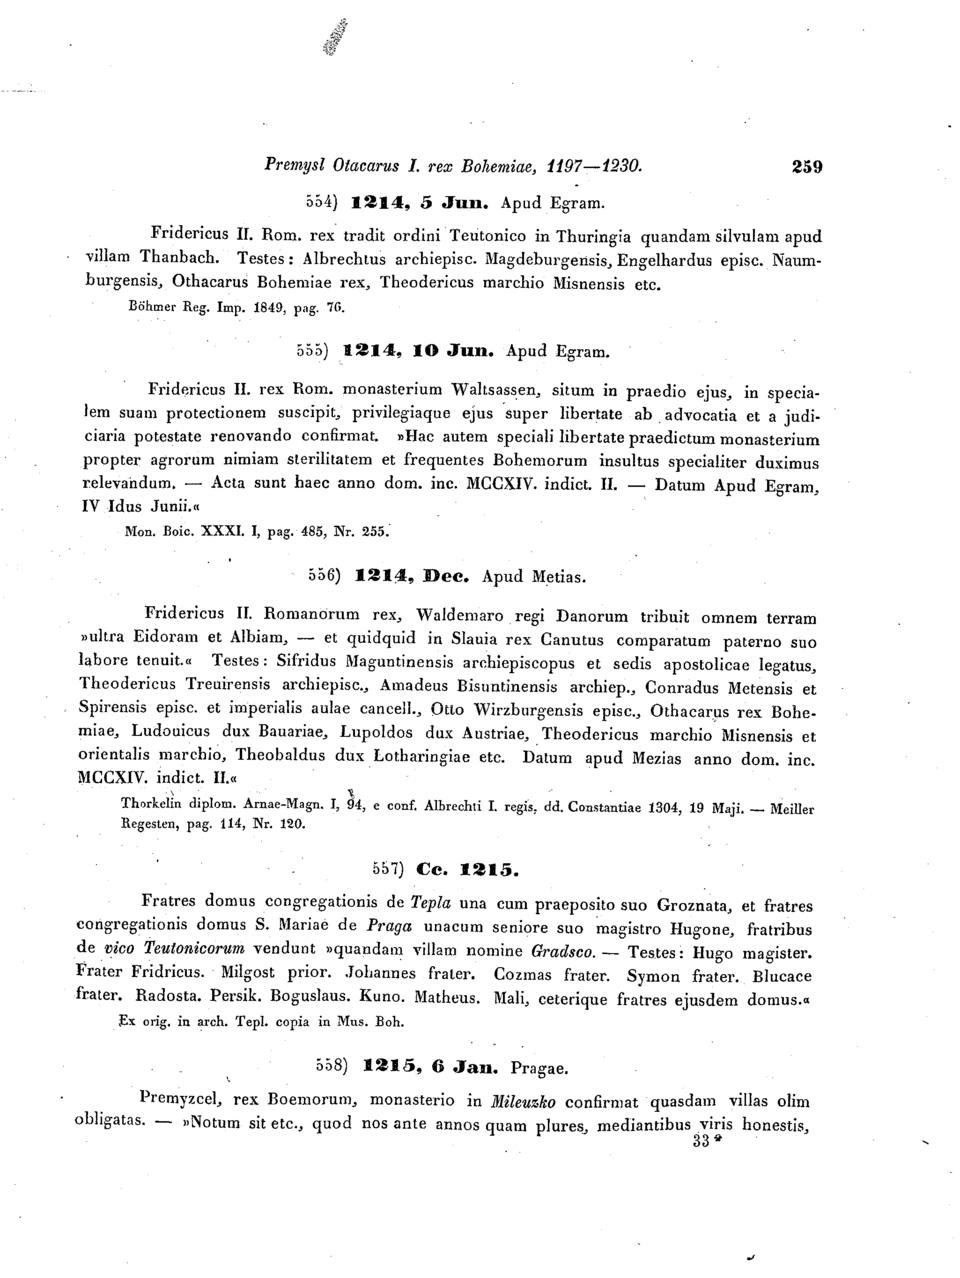 Premysl Otacarus I. rex Bohemiae, 1197—1230. 259
554) 1214, 5 Jun. Apud Egram.
Fridericus II. Rom. rex tradit ordini Teutonico in Thuringia quandam silvulam apud
villam Thanbach. Testes: Albrechtus archiepisc. Magdeburgensis, Engelhardus episc. Naum-
burgensis, Othacarus Bohemiae rex, Theodericus marchio Misnensis etc.
Böhmer Reg. Imp. 1849, pag. 76.
555) 1214, 10 Jun. Apud Egram.
Fridericus II. rex Rom. monasterium Waltsassen, situm in praedio ejus, in specia-
lem suam protectionem suscipit, privilegiaque ejus super libertate ab advocatia et a judi-
ciaria potestate renovando confirmat. »Hac autem speciali libertate praedictum monasterium
propter agrorum nimiam sterilitatem et frequentes Bohemorum insultus specialiter duximus
relevandum. — Acta sunt haec anno dom. inc. MCCXIV. indict. II. — Datum Apud Egram,
IV Idus Junii.«
Mon. Boic. XXXI. I, pag. 485, Nr. 255.
556) 1214, Dec. Apud Metias.
Fridericus II. Romanorum rex, Waldemaro regi Danorum tribuit omnem terram
»ultra Eidoram et Albiam, — et quidquid in Slauia rex Canutus comparatum paterno suo
labore tenuit.« Testes: Sifridus Maguntinensis archiepiscopus et sedis apostolicae legatus,
Theodericus Treuirensis archiepisc., Amadeus Bisuntinensis archiep., Conradus Metensis et
Spirensis episc. et imperialis aulae cancell., Otto Wirzburgensis episc., Othacarus rex Bohe-
miae, Ludouicus dux Bauariae, Lupoldos dux Austriae, Theodericus marchio Misnensis et
orientalis marchio, Theobaldus dux Lotharingiae etc. Datum apud Mezias anno dom. inc.
MCCXIV. indict. II.«
Thorkelin diplom. Arnae-Magn. I, 94, e conf. Albrechti I. regis, dd. Constantiae 1304, 19 Maji. — Meiller
Regesten, pag. 114, Nr. 120.
557) Cc. 1215.
Fratres domus congregationis de Tepla una cum praeposito suo Groznata, et fratres
congregationis domus S. Mariae de Praga unacum seniore suo magistro Hugone, fratribus
de vico Teutonicorum vendunt »quandam villam nomine Gradsco. — Testes: Hugo magister.
Frater Fridricus. Milgost prior. Johannes frater. Cozmas frater. Symon frater. Blucace
frater. Radosta. Persik. Boguslaus. Kuno. Matheus. Mali, ceterique fratres ejusdem domus.«
Ex orig. in arch. Tepl. copia in Mus. Boh.
558) 1215, 6 Jan. Pragae.
Premyzcel, rex Boemorum, monasterio in Mileuzko confirmat quasdam villas olim
obligatas. — »Notum sit etc., quod nos ante annos quam plures, mediantibus viris honestis,
33*